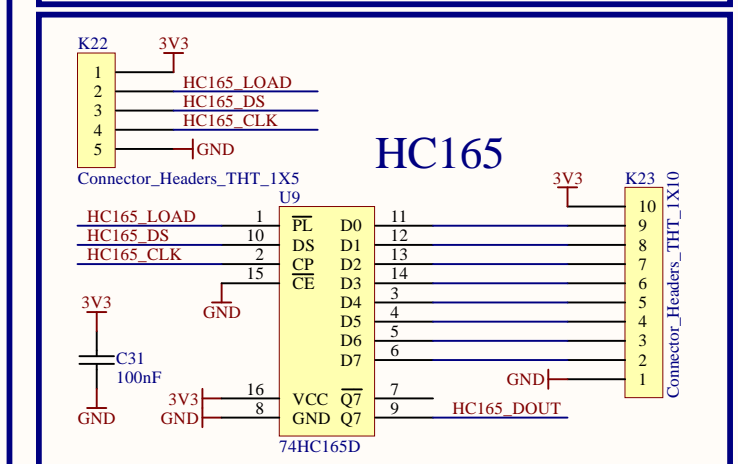 K22
3V3
1
2
3
4
5
HC165_LOAD
HC165_DS
HC165_CLK
GND
Connector_Headers_THT_1X5
HC165
U9
HC165_LOAD
HC165_DS
HC165_CLK
GND
1
10
2
15
PL
DS
CP
CE
D0
D1
D2
D3
D4
D5
D6
D7
11
12
13
14
3
4
5
6
3V3
C31
100nF
GND
3V3
GND
16
8
VCC
GND
Q7
Q7
7
9
HC165_DOUT
74HC165D
3V3
K23
10
9
8
7
6
5
4
3
2
1
GND
Connector_Headers_THT_1X10